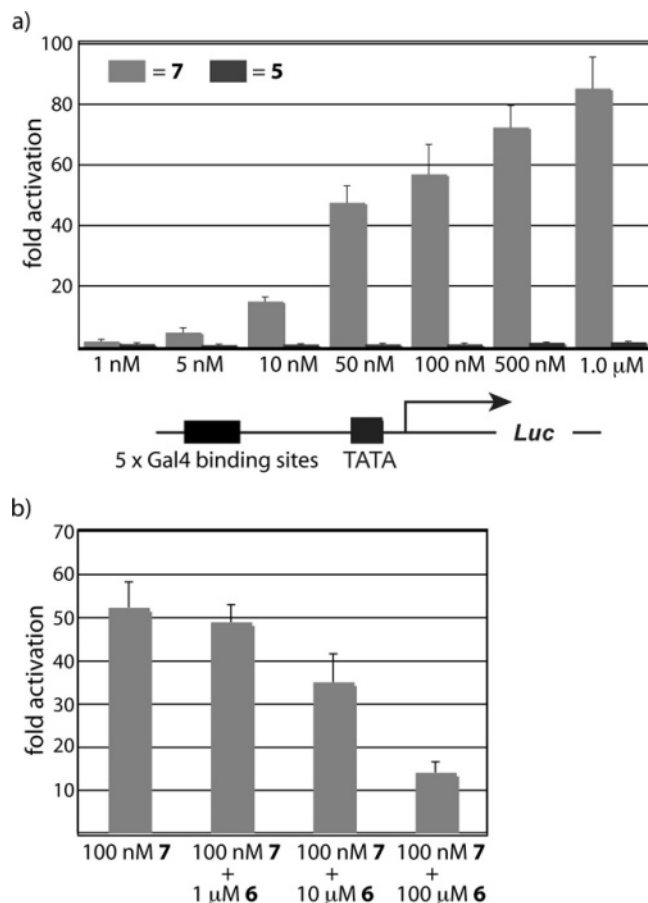 a)
100
80
60
40
20
fold activation
= 7 = 5
1 nM 5 nM 10 nM 50 nM 100 nM 500 nM 1.0 μM
5 x Gal4 binding sites TATA Luc
b)
70
60
50
40
30
20
10
fold activation
100 nM 7 100 nM 7 100 nM 7 100 nM 7
+ + +
1 μM 6 10 μM 6 100 μM 6